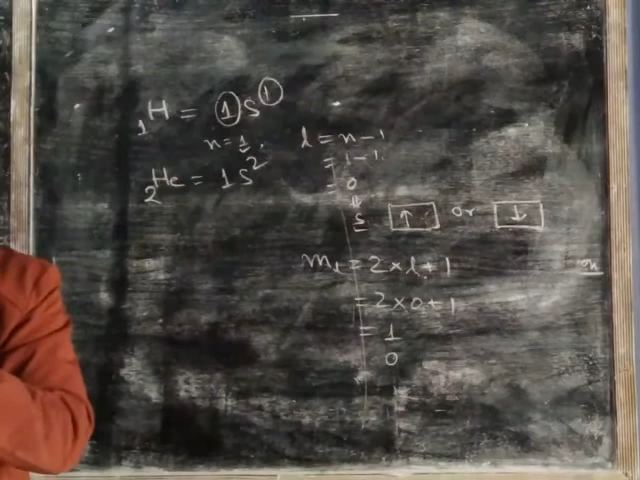 ₁H = 1s¹
n=1, l = n-1
= 1-1
₂He = 1s² = 0
⇓
s ↑ or ↓
mₗ = 2×l+1
= 2×0+1
= 1
0